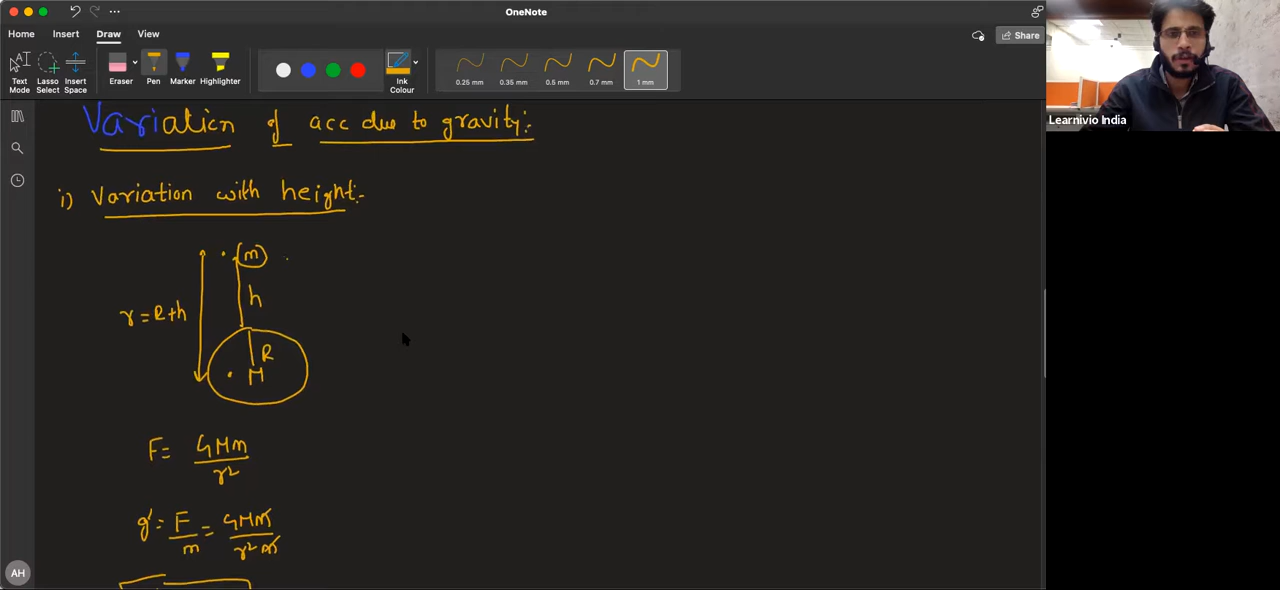 OneNote
Home Insert Draw View
Share
Text Mode
Lasso Select
Insert Space
Eraser
Pen
Marker
Highlighter
Ink Colour
0.25 mm
0.35 mm
0.5 mm
0.7 mm
1 mm
Learnivio India
Variation of acc due to gravity:
i) Variation with height:-
m
h
r = R+h
R
M
F = GMm/r²
g' = F/m = GMm/r²m
AH